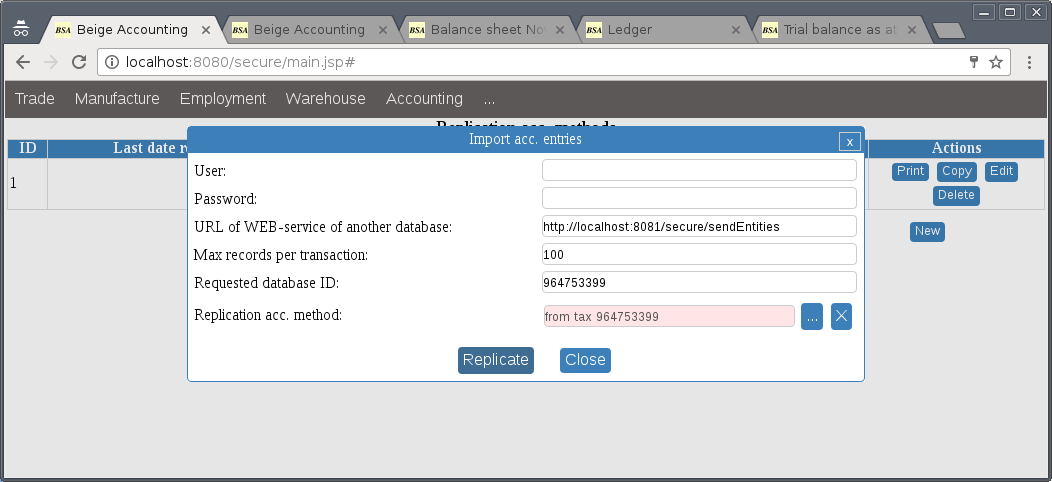 BSA Beige Accounting
BSA Beige Accounting
BSA Balance sheet No
BSA Ledger
BSA Trial balance as at
localhost:8080/secure/main.jsp#
Trade Manufacture Employment Warehouse Accounting ...
Replication acc. methods
Import acc. entries x
ID Last date r Actions
1 Print Copy Edit
Delete
New
User:
Password:
URL of WEB-service of another database: http://localhost:8081/secure/sendEntities
Max records per transaction: 100
Requested database ID: 964753399
Replication acc. method: from tax 964753399 ... X
Replicate Close